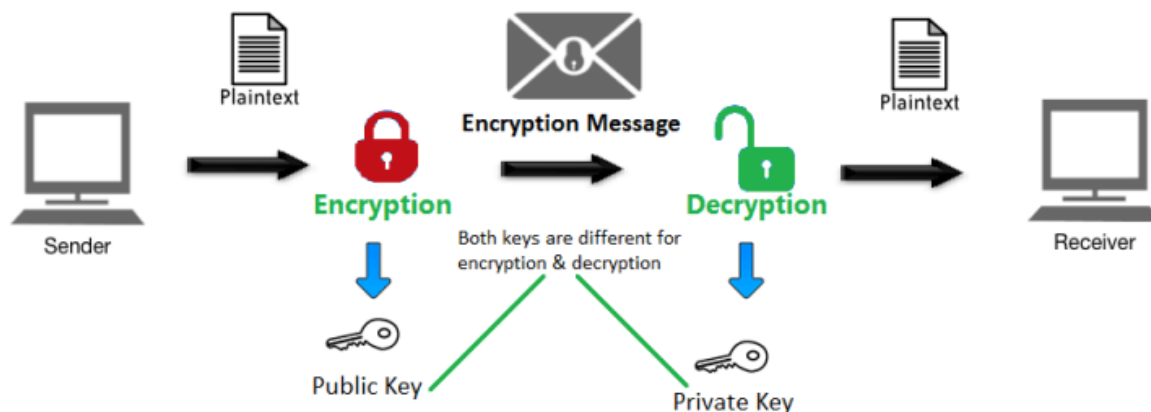 Plaintext
Plaintext
Encryption Message
Encryption
Decryption
Sender
Receiver
Both keys are different for
encryption & decryption
Public Key
Private Key